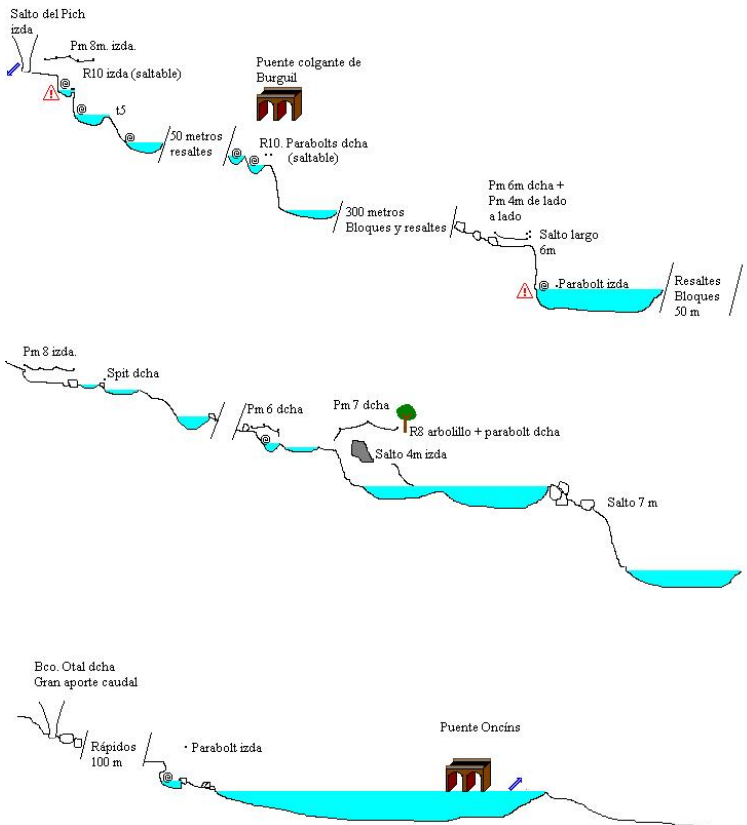 Salto del Pich
izda
Pm 8m. izda.
R10 izda (saltable)
t5
50 metros
resaltes
Puente colgante de
Burguil
R10. Parabolts dcha
(saltable)
300 metros
Bloques y resaltes
Pm 6m dcha +
Pm 4m de lado
a lado
Salto largo
6m
Parabolt izda
Resaltes
Bloques
50 m
Pm 8 izda.
Spit dcha
Pm 6 dcha
Pm 7 dcha
R8 arbolillo + parabolt dcha
Salto 4m izda
Salto 7 m
Bco. Otal dcha
Gran aporte caudal
Rápidos
100 m
Parabolt izda
Puente Oncíns